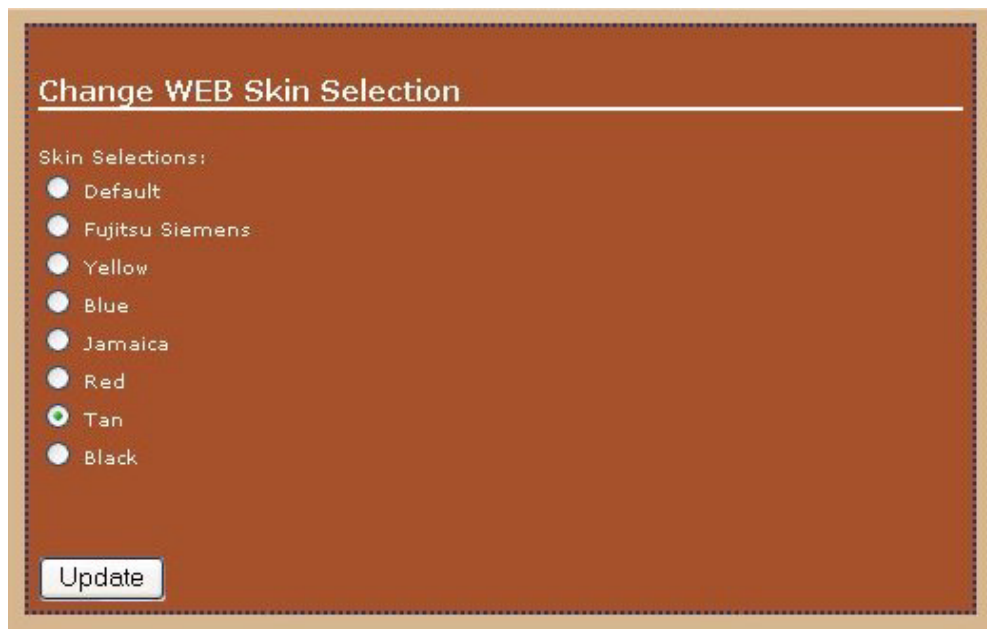 Change WEB Skin Selection
Skin Selections:
Default
Fujitsu Siemens
Yellow
Blue
Jamaica
Red
Tan
Black
Update